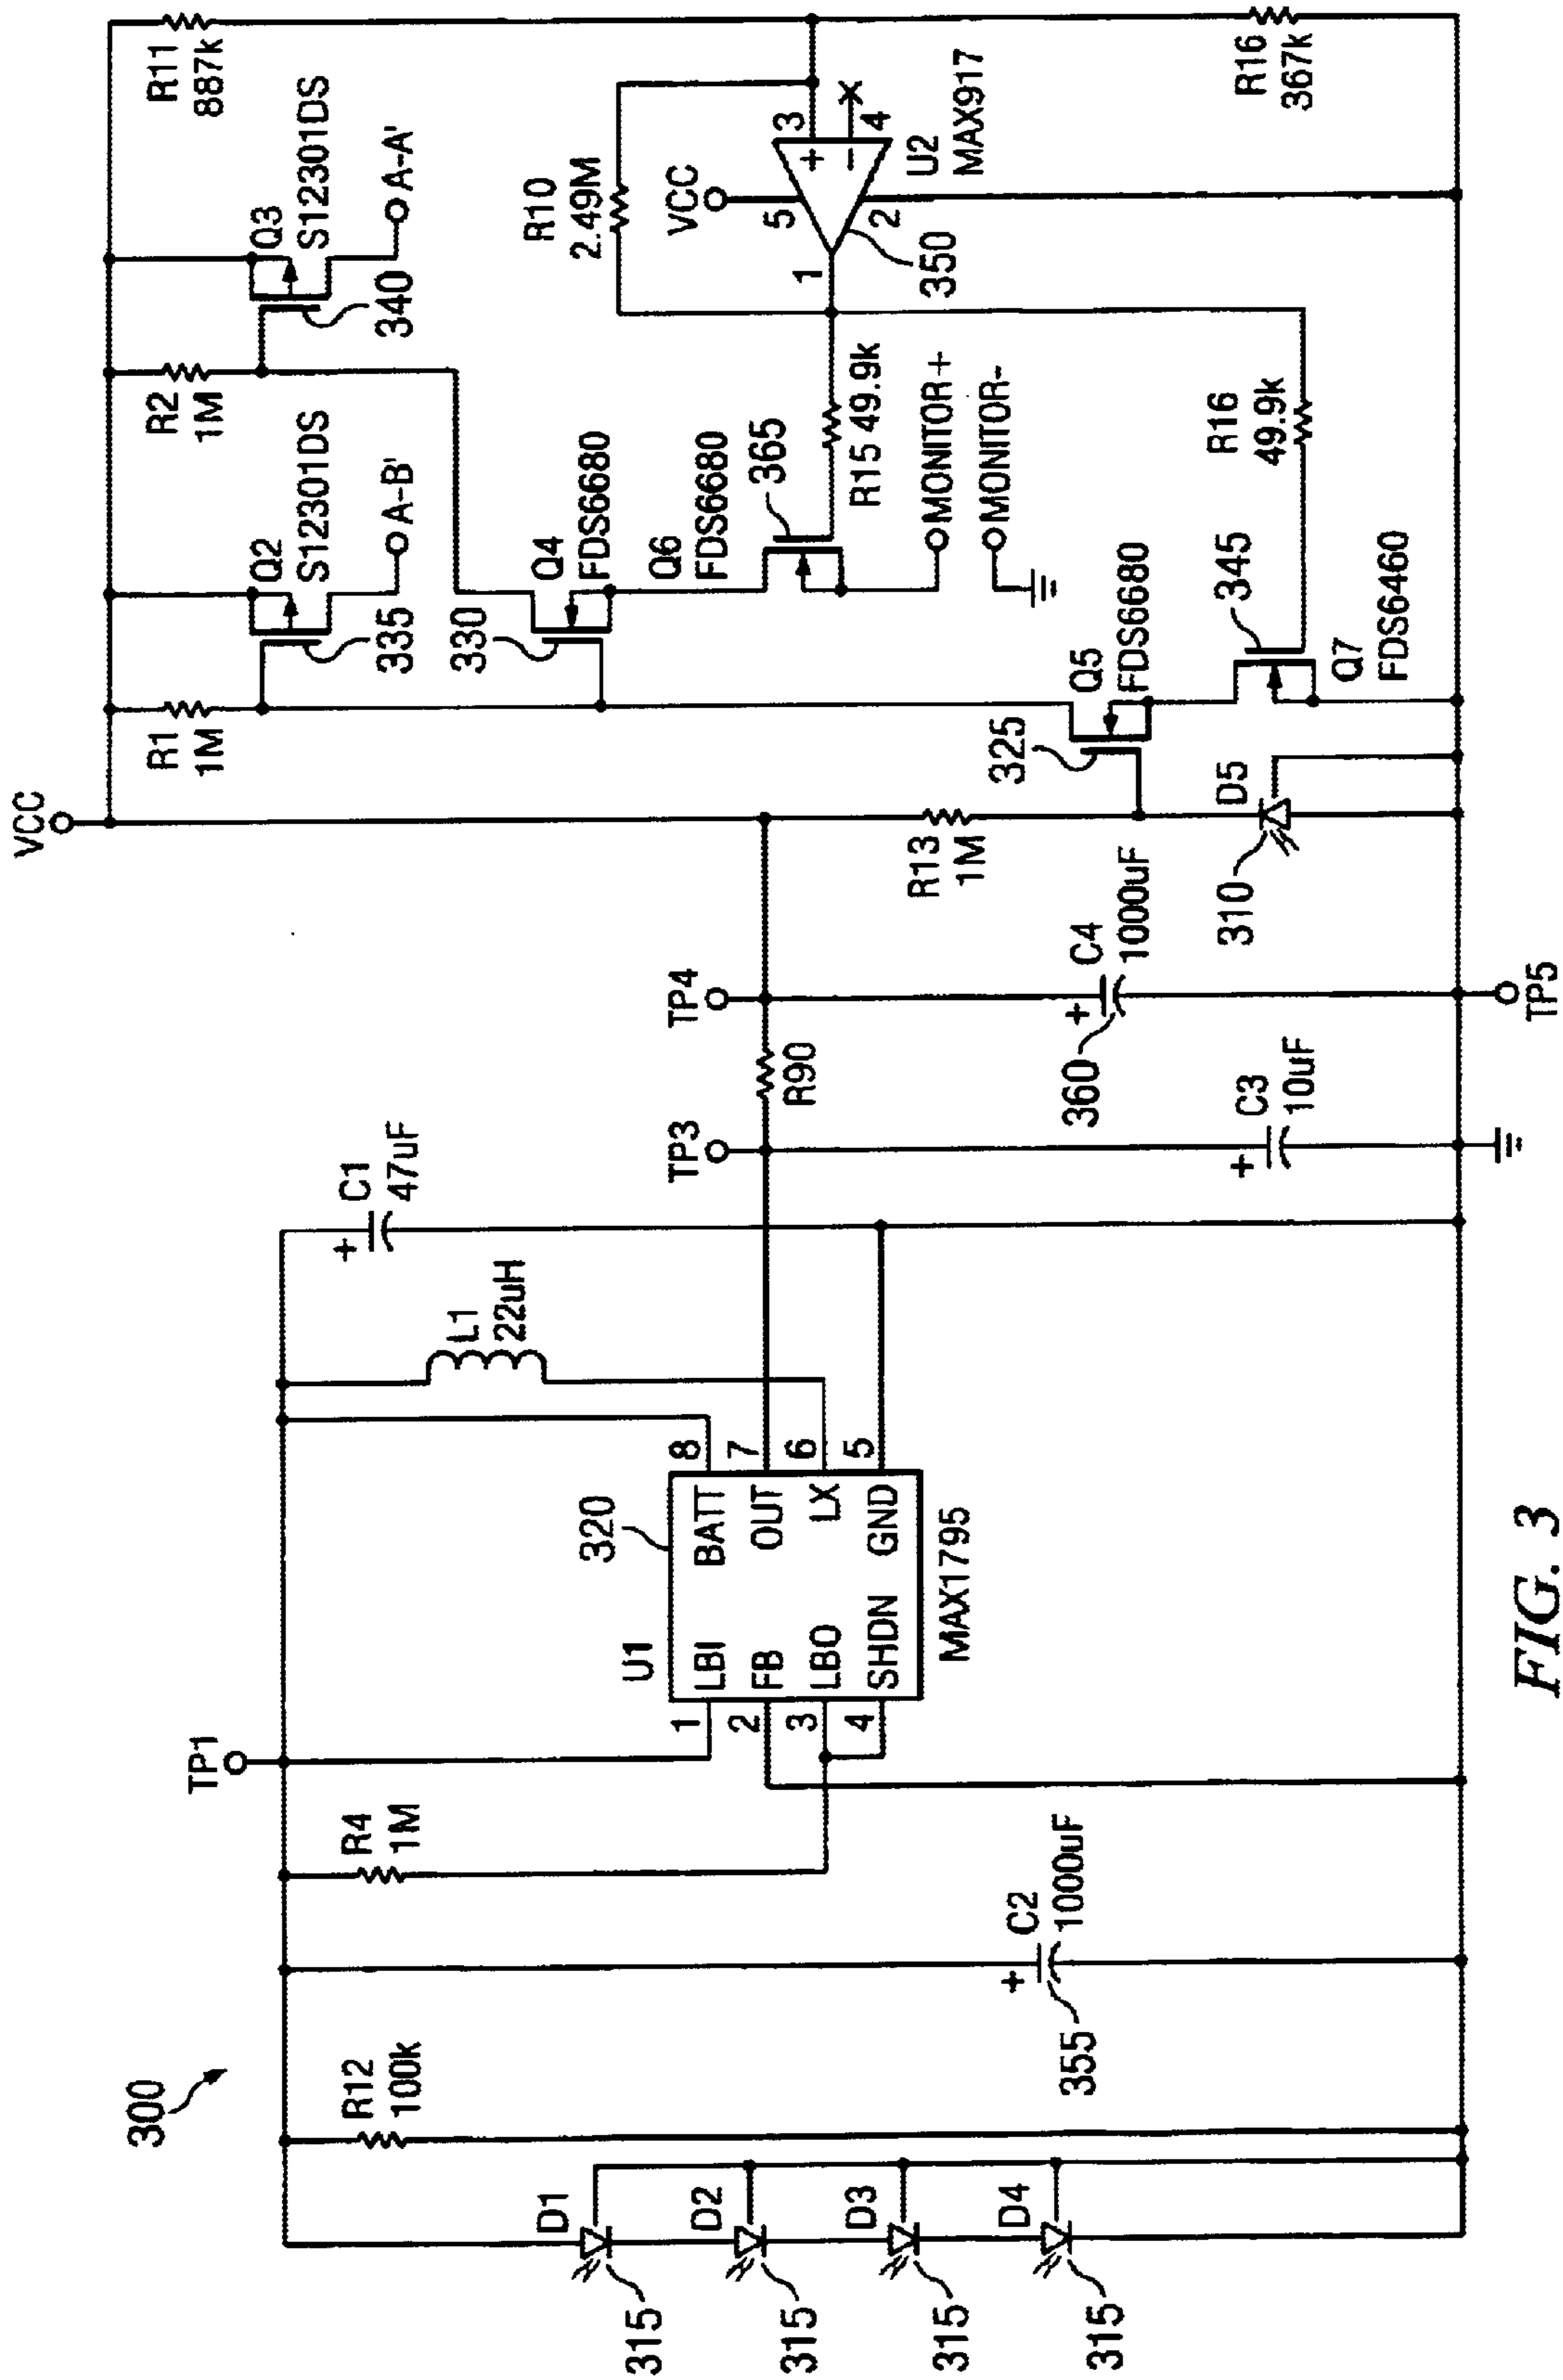 300
TP1
VCC
R12
100k
R4
1M
C1
47uF
L1
22uH
U1
320
1
2
3
4
LBI
FB
LBO
SHDN
BATT
OUT
LX
GND
8
7
6
5
MAX1795
D1
D2
D3
D4
315
315
315
315
+
C2
1000uF
355
+
TP3
R90
TP4
+
C3
10uF
360
+
C4
1000uF
TP5
R13
1M
310
D5
R1
1M
Q2
S12301DS
335
A-B'
R2
1M
Q3
S12301DS
340
A-A'
R11
887k
330
Q4
FDS6680
Q6
FDS6680
365
R15 49.9k
MONITOR+
MONITOR-
325
Q5
FDS6680
345
Q7
FDS6460
R16
49.9k
R10
2.49M
VCC
5
3
+
−
4
1
2
350
U2
MAX917
R16
367k
FIG. 3